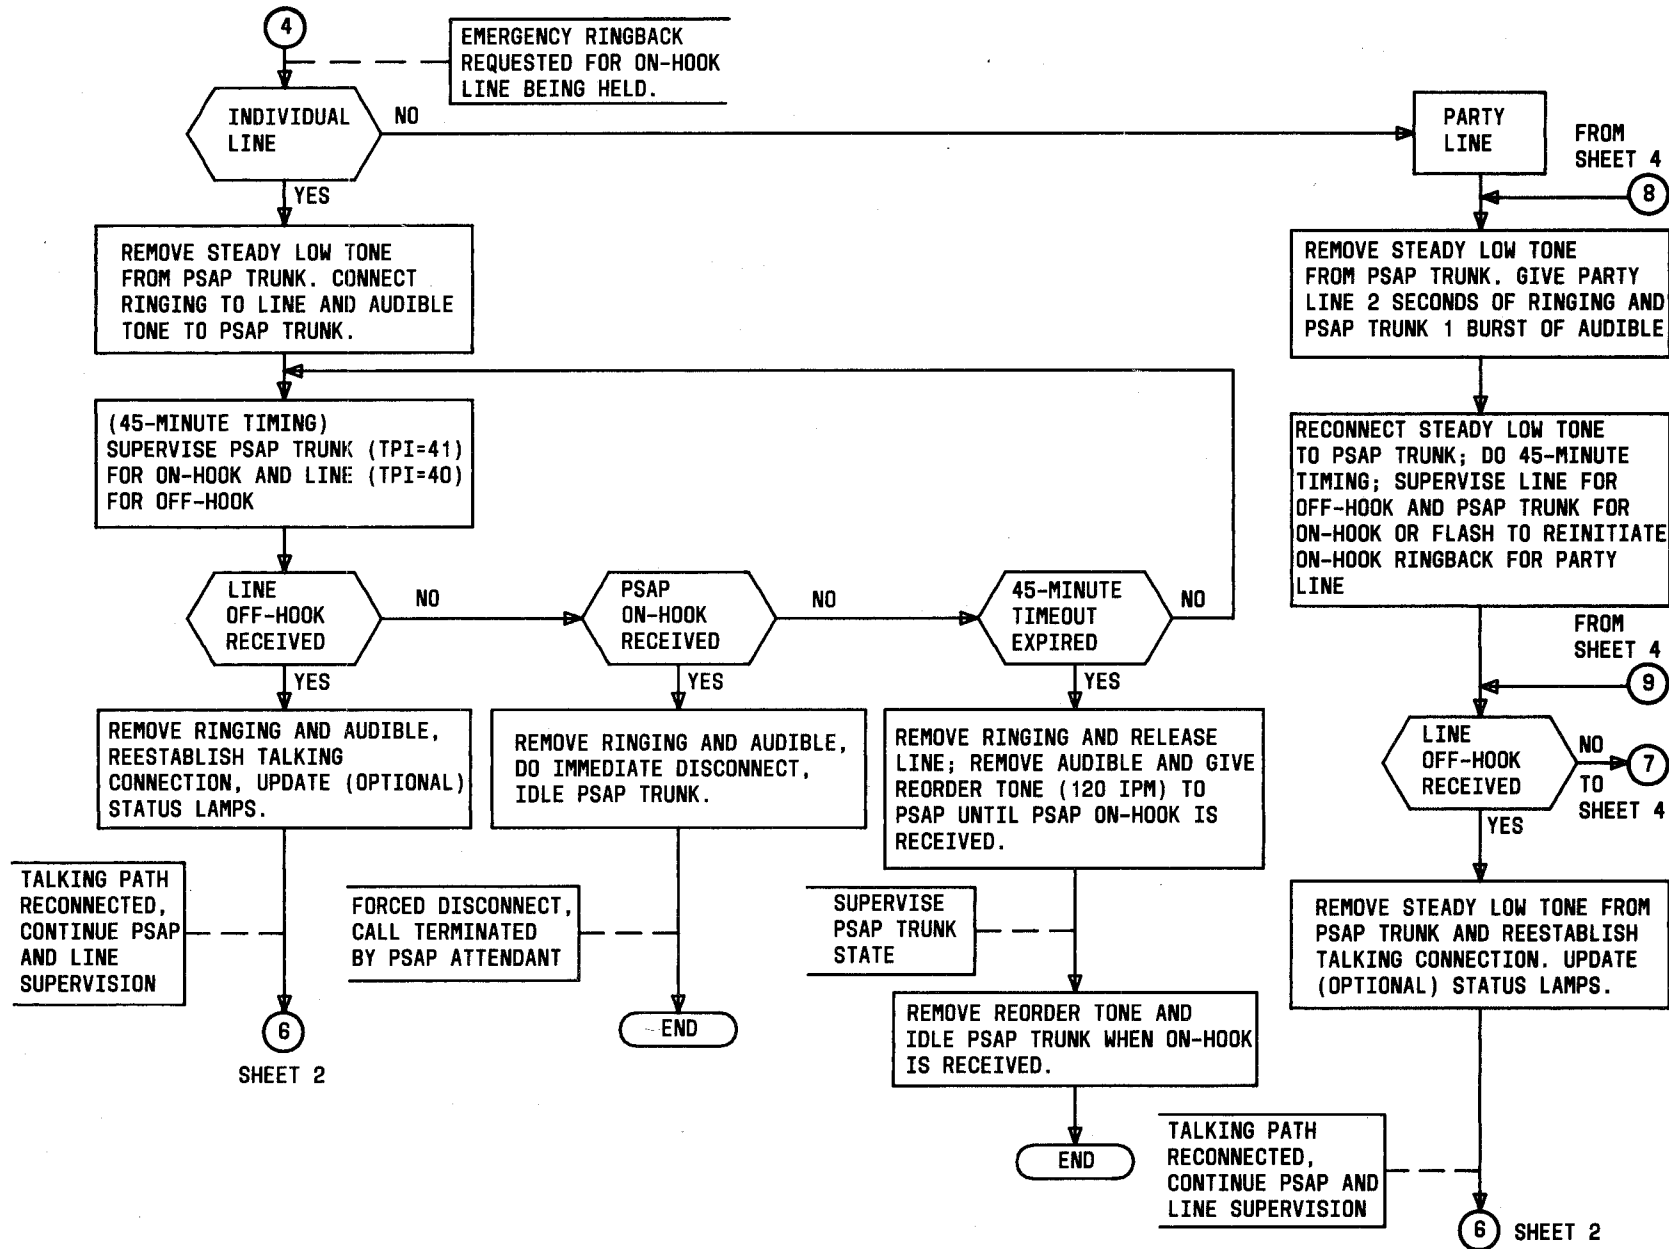 4
EMERGENCY RINGBACK
REQUESTED FOR ON-HOOK
LINE BEING HELD.
INDIVIDUAL
LINE
NO
YES
PARTY
LINE
FROM
SHEET 4
8
REMOVE STEADY LOW TONE
FROM PSAP TRUNK. CONNECT
RINGING TO LINE AND AUDIBLE
TONE TO PSAP TRUNK.
REMOVE STEADY LOW TONE
FROM PSAP TRUNK. GIVE PARTY
LINE 2 SECONDS OF RINGING AND
PSAP TRUNK 1 BURST OF AUDIBLE
(45-MINUTE TIMING)
SUPERVISE PSAP TRUNK (TPI=41)
FOR ON-HOOK AND LINE (TPI=40)
FOR OFF-HOOK
RECONNECT STEADY LOW TONE
TO PSAP TRUNK; DO 45-MINUTE
TIMING; SUPERVISE LINE FOR
OFF-HOOK AND PSAP TRUNK FOR
ON-HOOK OR FLASH TO REINITIATE
ON-HOOK RINGBACK FOR PARTY
LINE
LINE
OFF-HOOK
RECEIVED
NO
YES
PSAP
ON-HOOK
RECEIVED
NO
YES
45-MINUTE
TIMEOUT
EXPIRED
NO
YES
FROM
SHEET 4
9
REMOVE RINGING AND AUDIBLE,
REESTABLISH TALKING
CONNECTION, UPDATE (OPTIONAL)
STATUS LAMPS.
REMOVE RINGING AND AUDIBLE,
DO IMMEDIATE DISCONNECT,
IDLE PSAP TRUNK.
REMOVE RINGING AND RELEASE
LINE; REMOVE AUDIBLE AND GIVE
REORDER TONE (120 IPM) TO
PSAP UNTIL PSAP ON-HOOK IS
RECEIVED.
LINE
OFF-HOOK
RECEIVED
NO
7
TO
SHEET 4
YES
TALKING PATH
RECONNECTED,
CONTINUE PSAP
AND LINE
SUPERVISION
FORCED DISCONNECT,
CALL TERMINATED
BY PSAP ATTENDANT
SUPERVISE
PSAP TRUNK
STATE
REMOVE STEADY LOW TONE FROM
PSAP TRUNK AND REESTABLISH
TALKING CONNECTION. UPDATE
(OPTIONAL) STATUS LAMPS.
6
SHEET 2
END
REMOVE REORDER TONE AND
IDLE PSAP TRUNK WHEN ON-HOOK
IS RECEIVED.
END
TALKING PATH
RECONNECTED,
CONTINUE PSAP AND
LINE SUPERVISION
6
SHEET 2